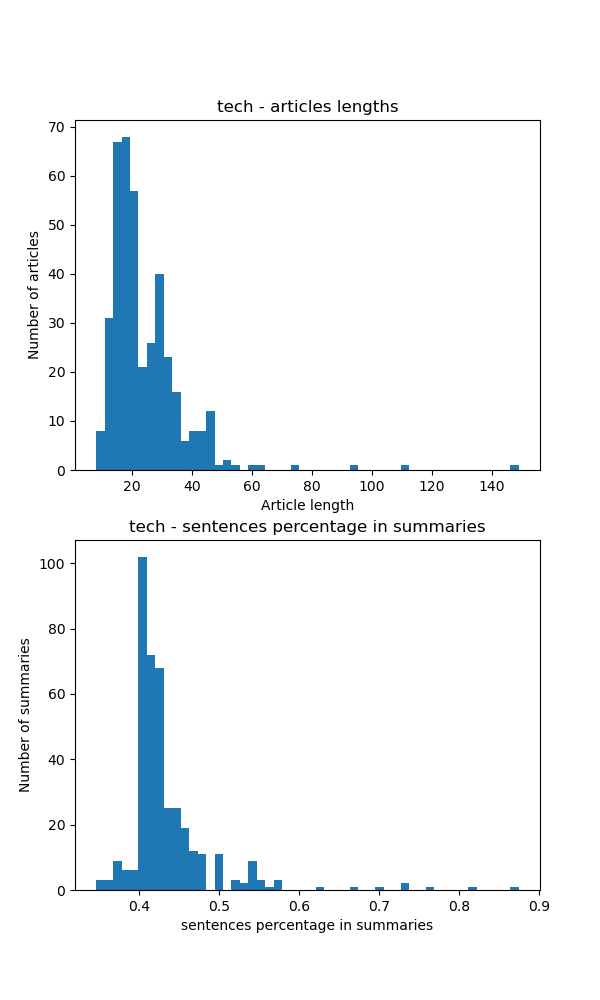 tech - articles lengths
70
60
50
40
30
20
10
0
Number of articles
20 40 60 80 100 120 140
Article length
tech - sentences percentage in summaries
100
80
60
40
20
0
Number of summaries
0.4 0.5 0.6 0.7 0.8 0.9
sentences percentage in summaries